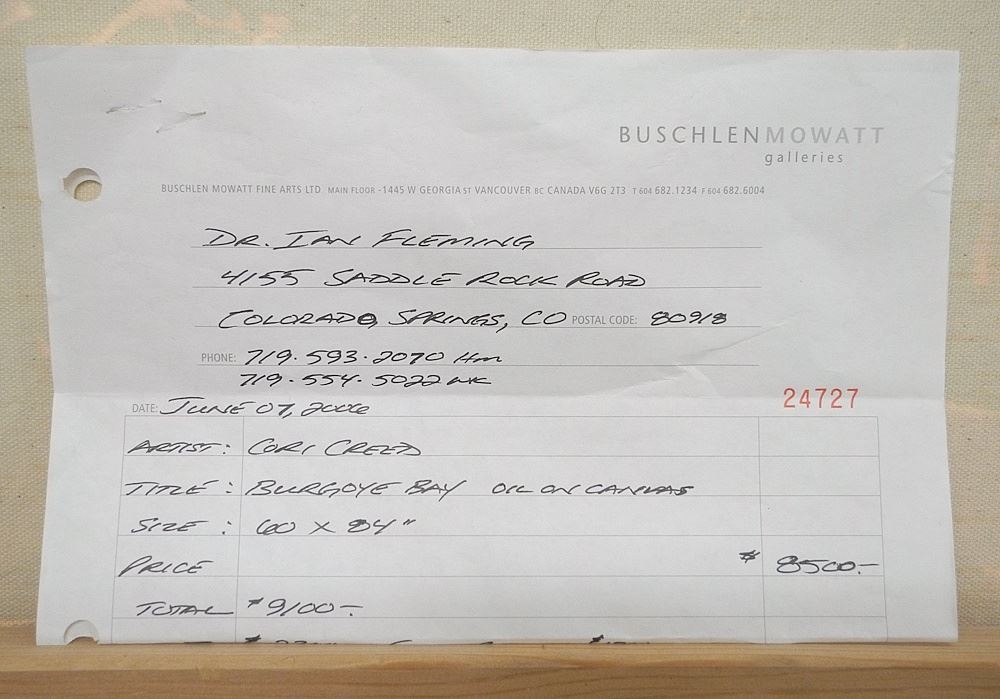 BUSCHLENMOWATT
galleries
BUSCHLEN MOWATT FINE ARTS LTD MAIN FLOOR -1445 W GEORGIA ST VANCOUVER BC CANADA V6G 2T3 T 604 682.1234 F 604 682.6004
DR. IAN FLEMING
4155 SADDLE ROCK ROAD
COLORADO, SPRINGS, CO POSTAL CODE: 80918
PHONE: 719.593.2070 Hm
719.554.5022 WK
24727
DATE: JUNE 07, 2006
ARTIST: CORI CREED
TITLE: BURGOYE BAY OIL ON CANVAS
SIZE: 60 X 84"
PRICE $ 8500.-
TOTAL $9100-